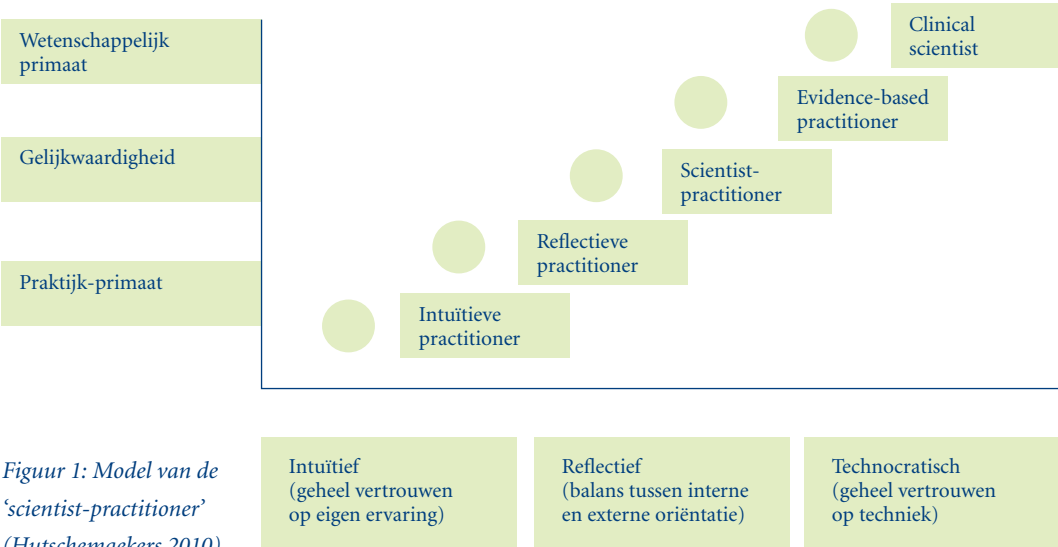 Wetenschappelijk
primaat
Gelijkwaardigheid
Praktijk-primaat
Clinical
scientist
Evidence-based
practitioner
Scientist-
practitioner
Reflectieve
practitioner
Intuïtieve
practitioner
Figuur 1: Model van de
‘scientist-practitioner’
(Hutschemaekers 2010)
Intuïtief
(geheel vertrouwen
op eigen ervaring)
Reflectief
(balans tussen interne
en externe oriëntatie)
Technocratisch
(geheel vertrouwen
op techniek)